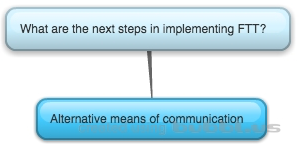 What are the next steps in implementing FTT?
Alternative means of communication